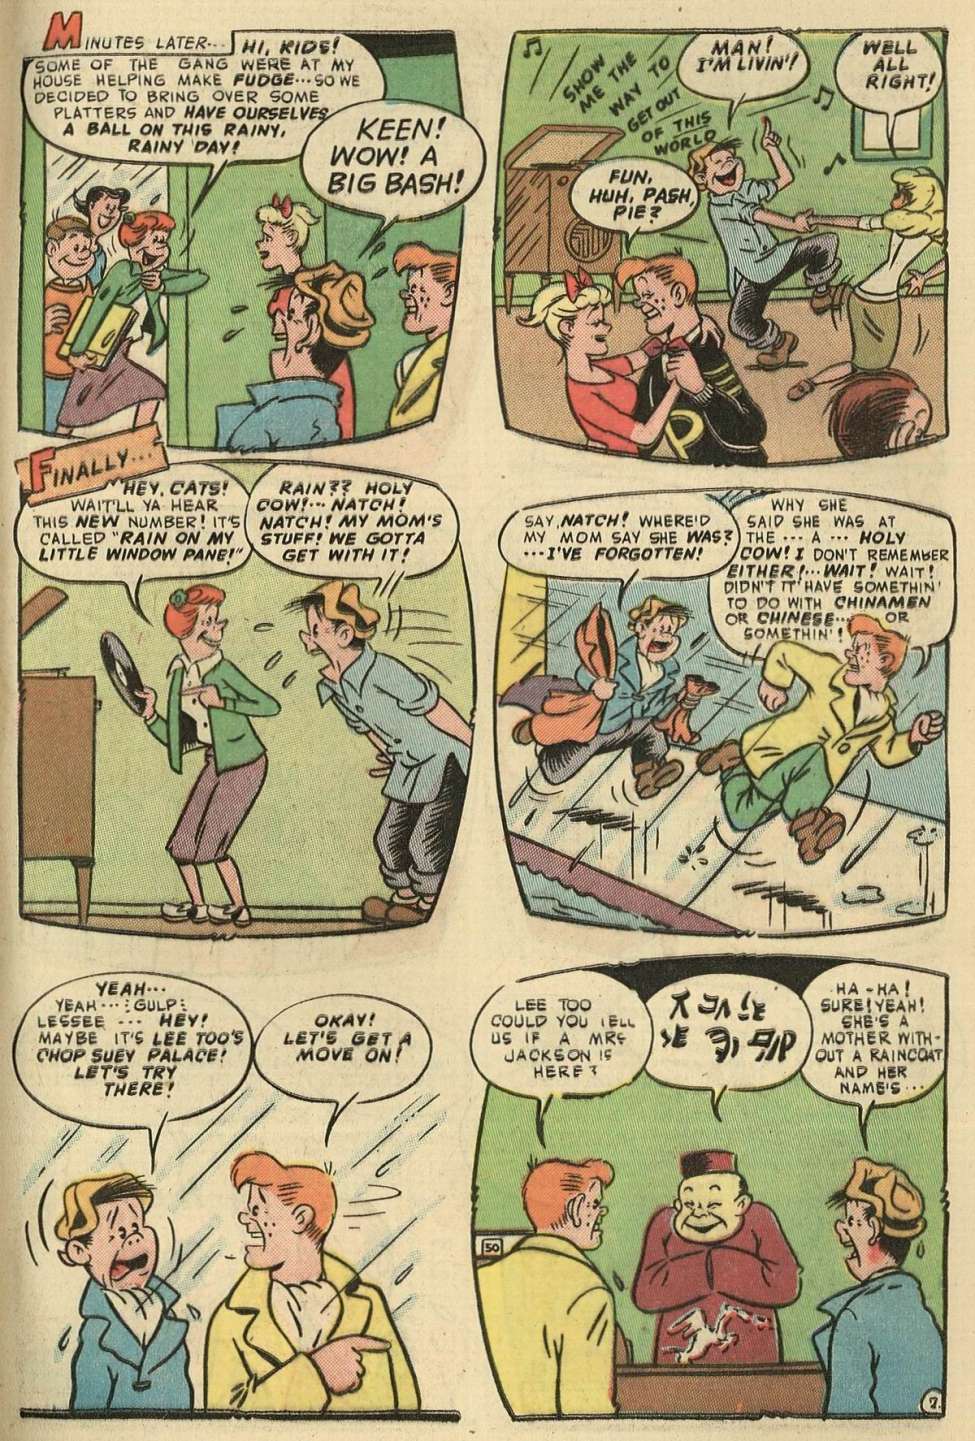 MINUTES LATER...
HI, KIDS!
SOME OF THE GANG WERE AT MY
HOUSE HELPING MAKE FUDGE...SO WE
DECIDED TO BRING OVER SOME
PLATTERS AND HAVE OURSELVES
A BALL ON THIS RAINY,
RAINY DAY!
KEEN!
WOW! A
BIG BASH!
SHOW
ME THE
WAY TO
GET OUT
OF THIS
WORLD
MAN!
I'M LIVIN'!
WELL
ALL
RIGHT!
FUN,
HUH, PASH,
PIE?
P
FINALLY...
HEY, CATS!
WAIT'LL YA HEAR
THIS NEW NUMBER! IT'S
CALLED "RAIN ON MY
LITTLE WINDOW PANE!"
RAIN?? HOLY
COW!...NATCH!
NATCH! MY MOM'S
STUFF! WE GOTTA
GET WITH IT!
SAY, NATCH! WHERE'D
MY MOM SAY SHE WAS?
...I'VE FORGOTTEN!
WHY SHE
SAID SHE WAS AT
THE ... A ... HOLY
COW! I DON'T REMEMBER
EITHER!...WAIT! WAIT!
DIDN'T IT HAVE SOMETHIN'
TO DO WITH CHINAMEN
OR CHINESE... OR
SOMETHIN'!
YEAH...
YEAH...:GULP:
LESSEE ... HEY!
MAYBE IT'S LEE TOO'S
CHOP SUEY PALACE!
LET'S TRY
THERE!
OKAY!
LET'S GET A
MOVE ON!
LEE TOO
COULD YOU TELL
US IF A MRS
JACKSON IS
HERE?
HA-HA!
SURE! YEAH!
SHE'S A
MOTHER WITH-
OUT A RAINCOAT
AND HER
NAME'S...
50
7.